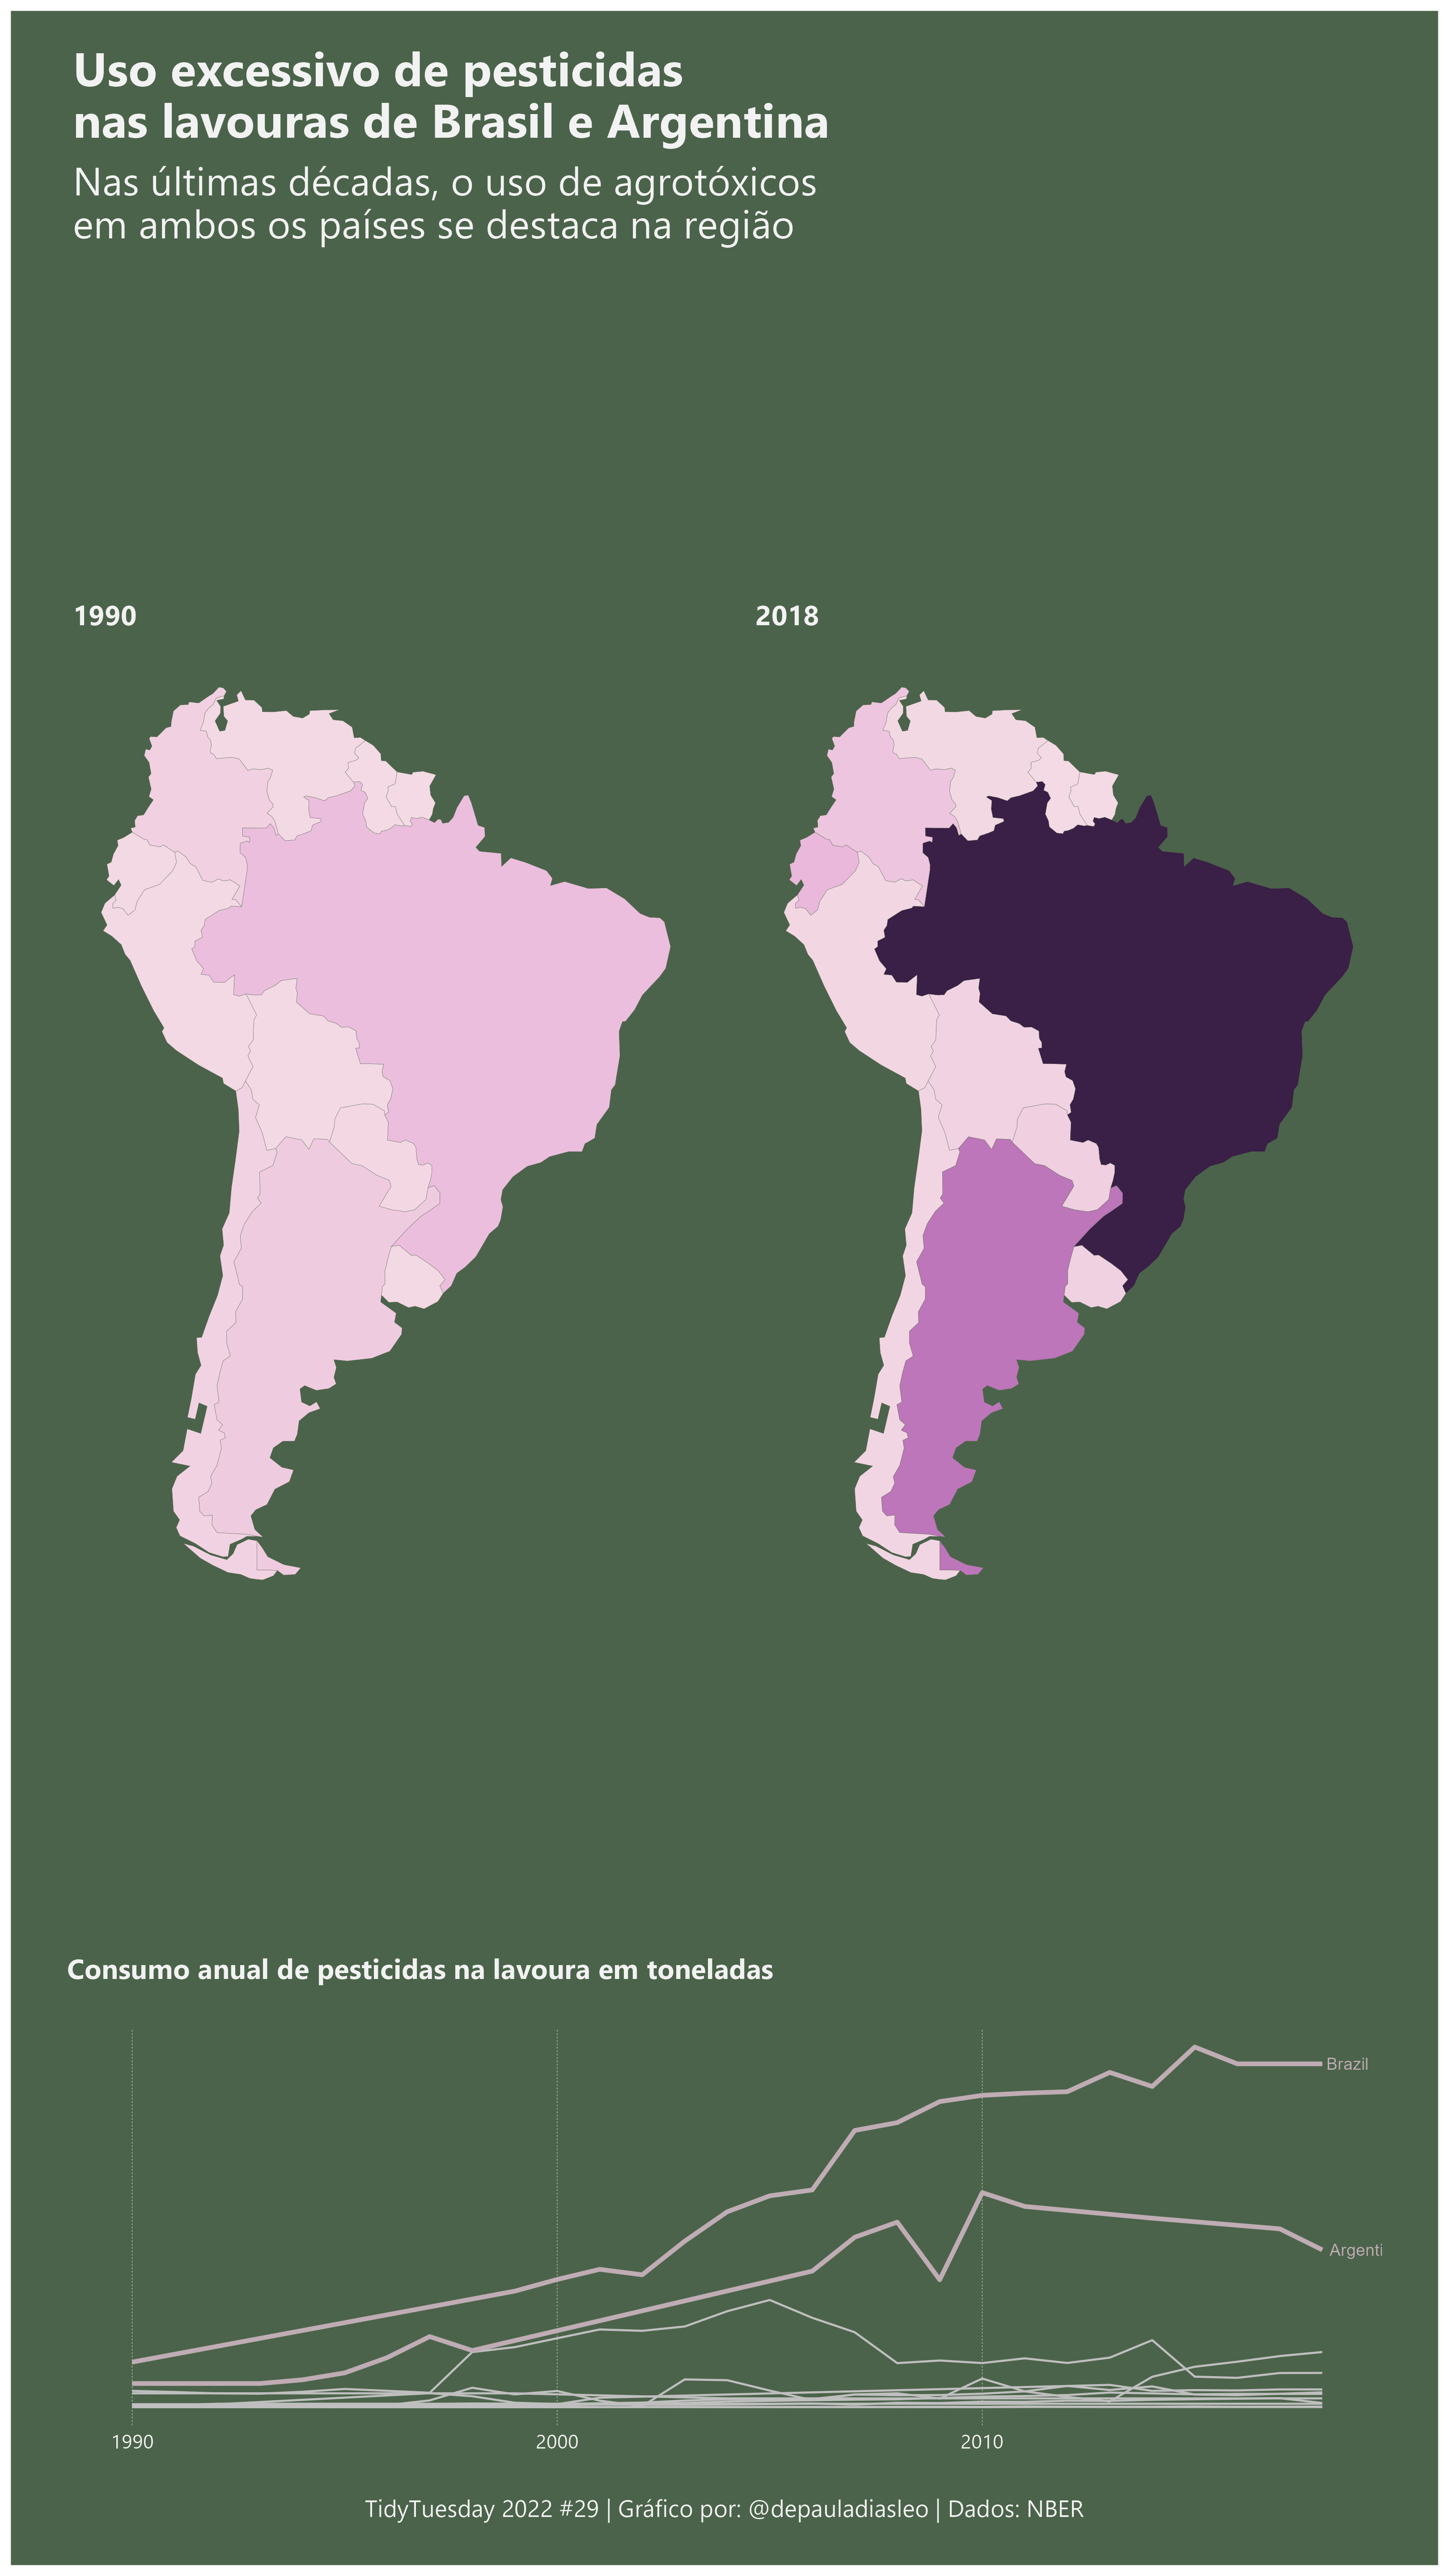 Uso excessivo de pesticidas
nas lavouras de Brasil e Argentina
Nas últimas décadas, o uso de agrotóxicos
em ambos os países se destaca na região
1990
2018
Consumo anual de pesticidas na lavoura em toneladas
Brazil
Argenti
1990
2000
2010
TidyTuesday 2022 #29 | Gráfico por: @depauladiasleo | Dados: NBER